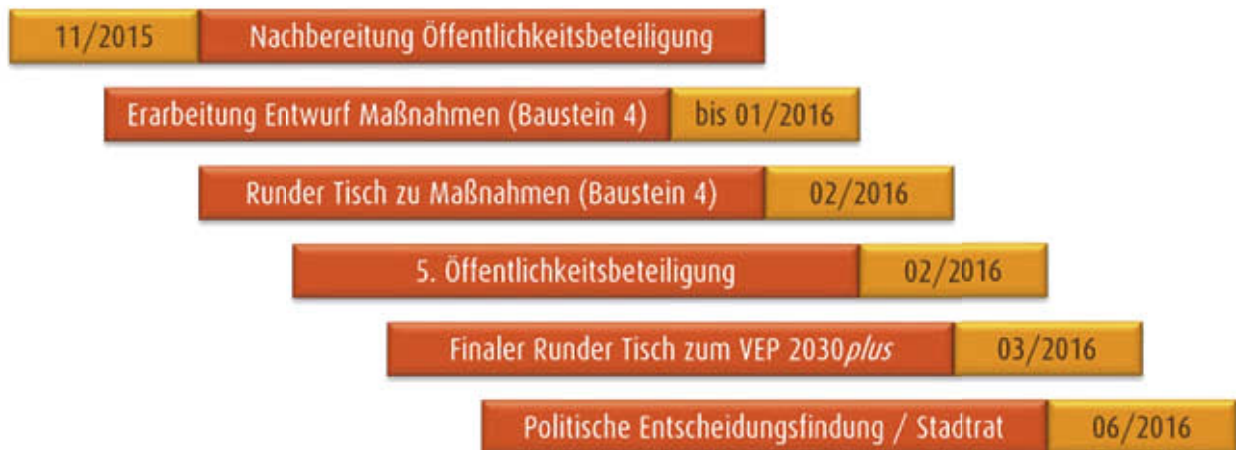 11/2015 Nachbereitung Öffentlichkeitsbeteiligung
Erarbeitung Entwurf Maßnahmen (Baustein 4) bis 01/2016
Runder Tisch zu Maßnahmen (Baustein 4) 02/2016
5. Öffentlichkeitsbeteiligung 02/2016
Finaler Runder Tisch zum VEP 2030plus 03/2016
Politische Entscheidungsfindung / Stadtrat 06/2016